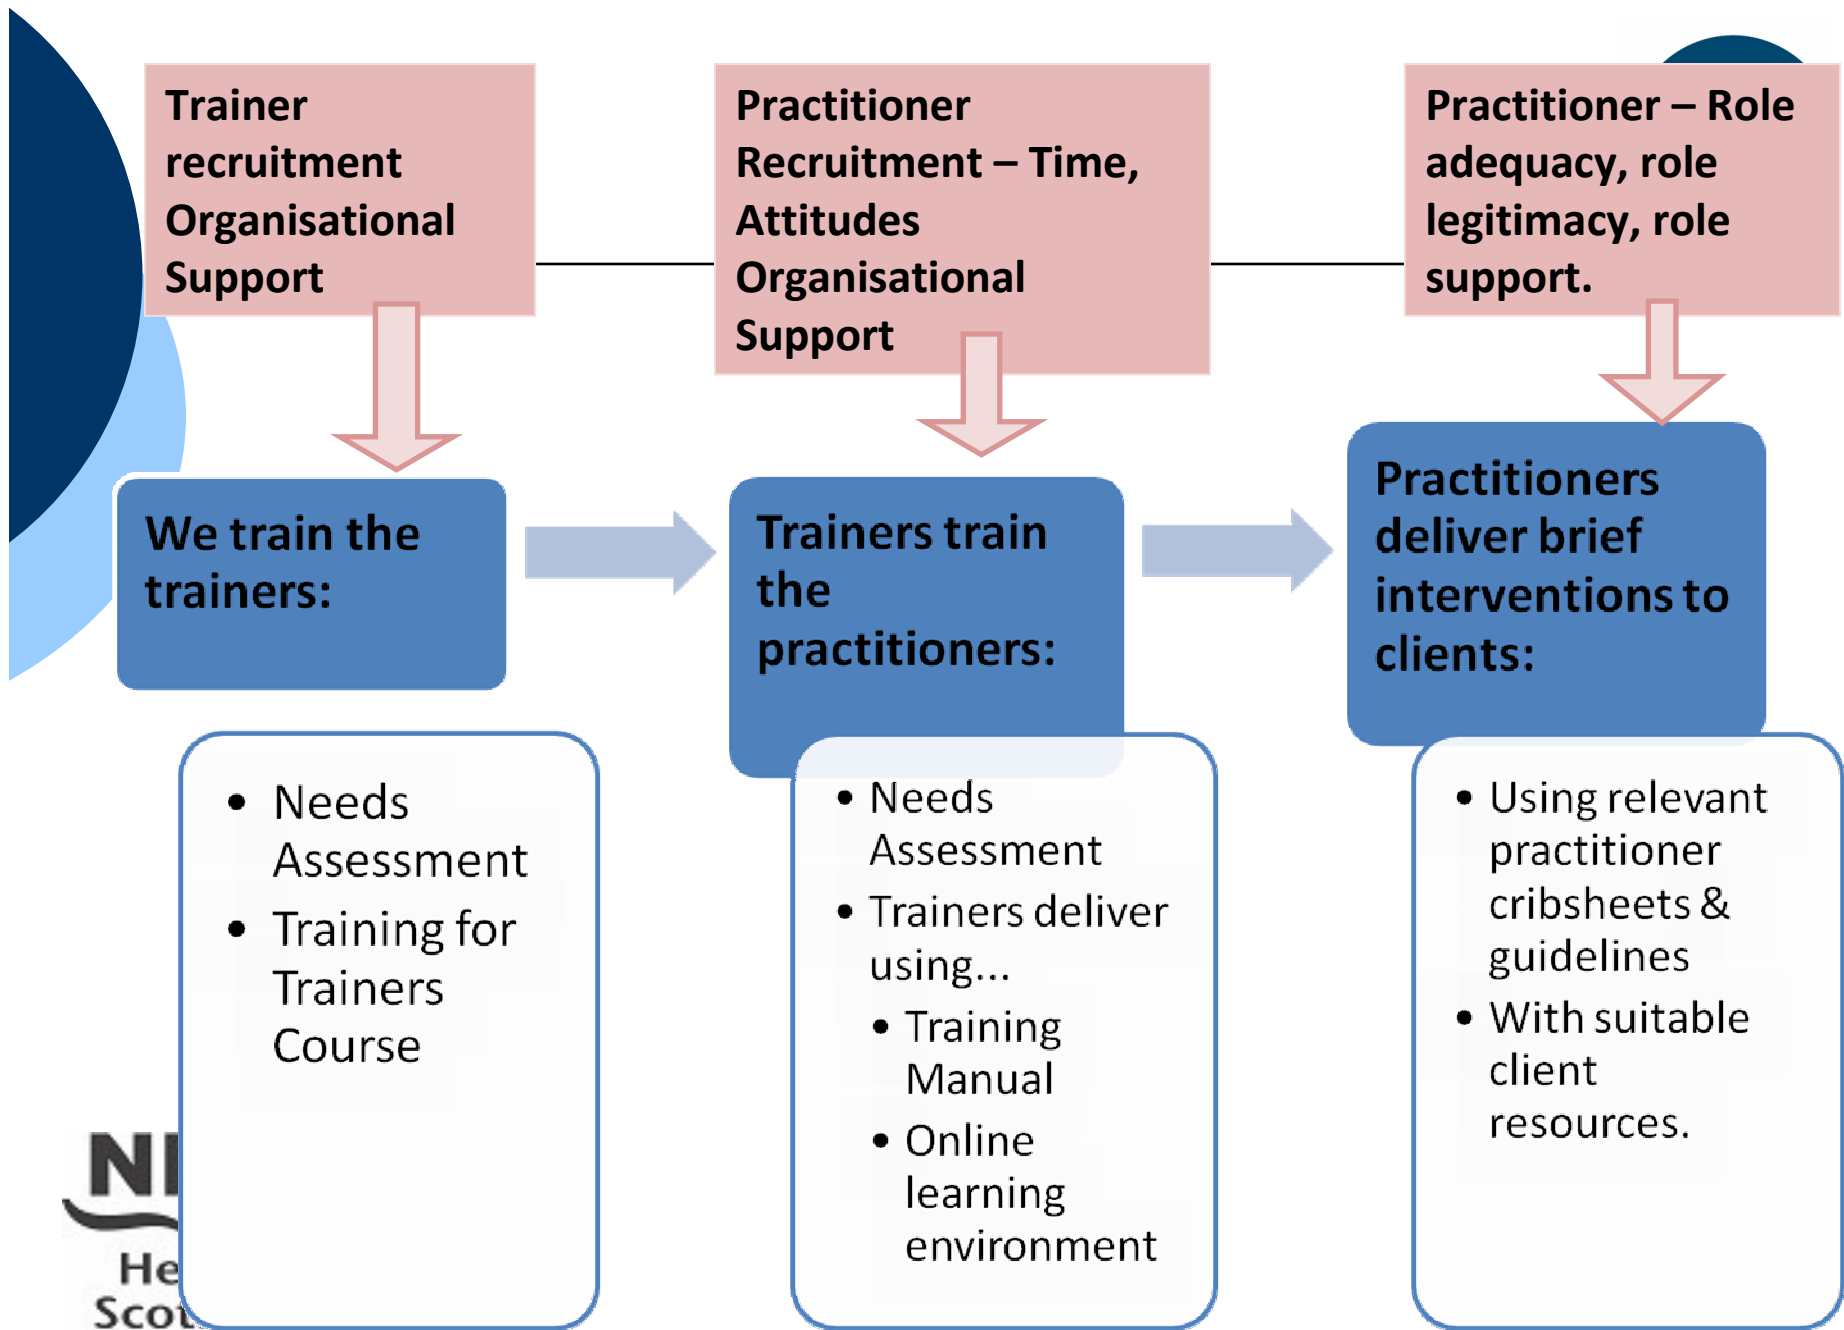 Trainer
recruitment
Organisational
Support
Practitioner
Recruitment – Time,
Attitudes
Organisational
Support
Practitioner – Role
adequacy, role
legitimacy, role
support.
We train the
trainers:
Trainers train
the
practitioners:
Practitioners
deliver brief
interventions to
clients:
• Needs
Assessment
• Training for
Trainers
Course
• Needs
Assessment
• Trainers deliver
using...
• Training
Manual
• Online
learning
environment
• Using relevant
practitioner
cribsheets &
guidelines
• With suitable
client
resources.